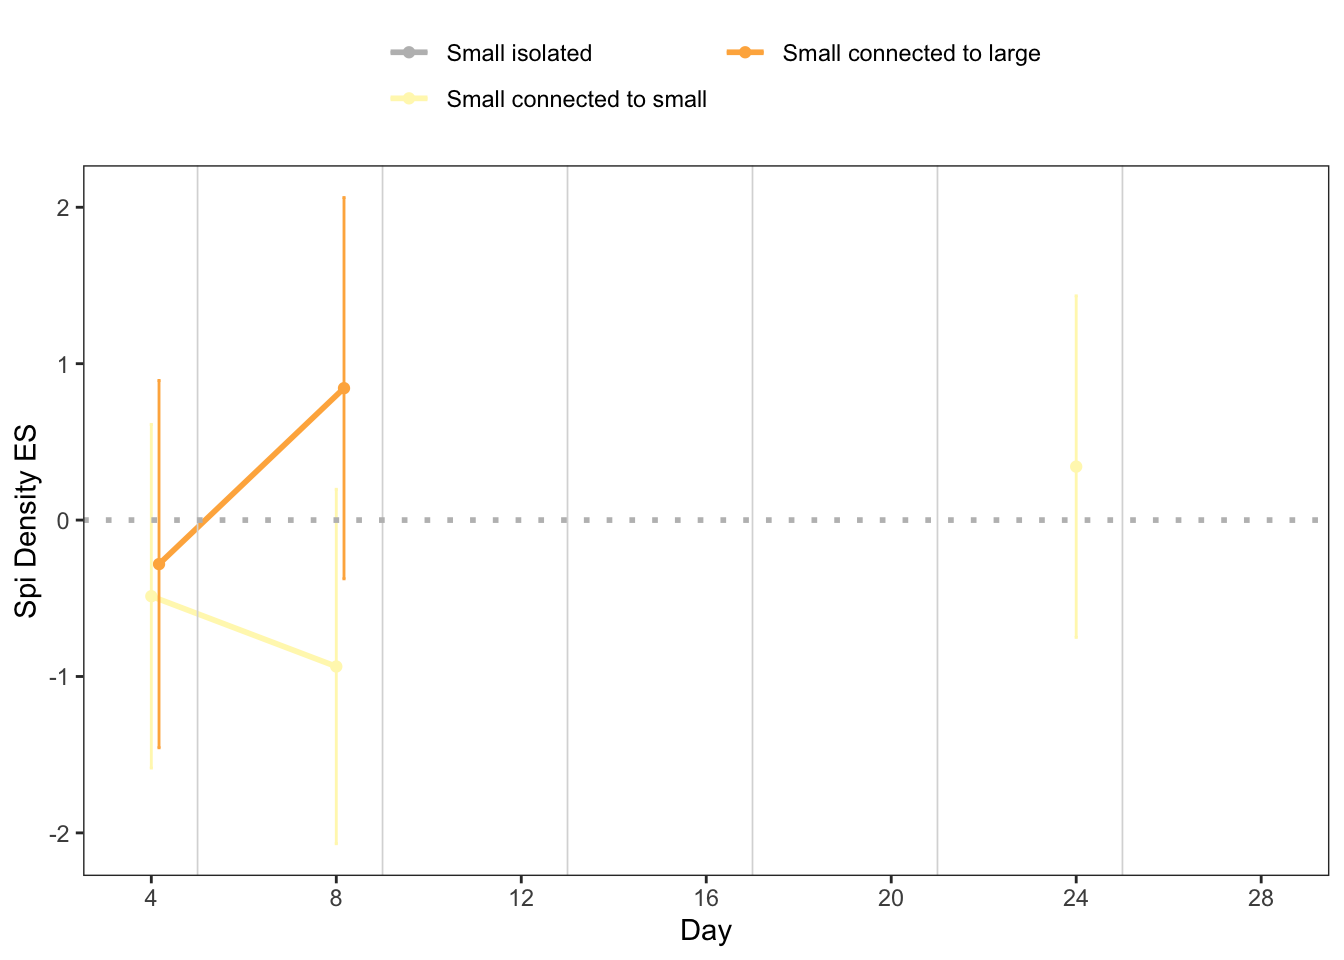 Small isolated
Small connected to large
Small connected to small
Spi Density ES
2
1
0
-1
-2
4 8 12 16 20 24 28
Day